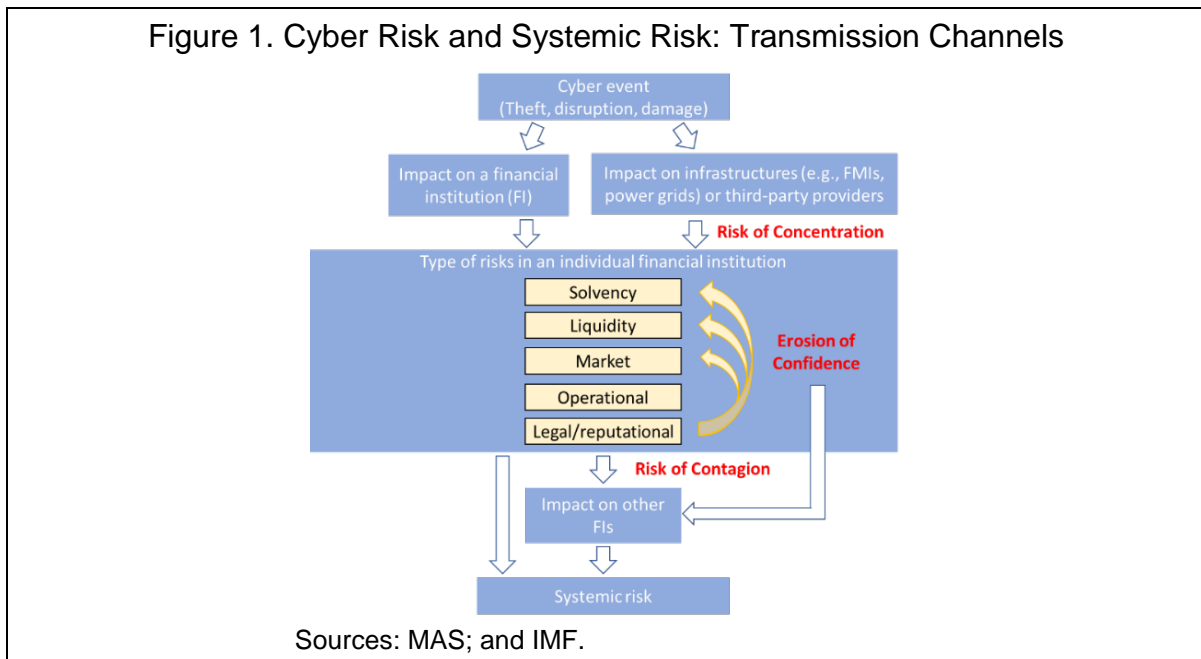 Figure 1. Cyber Risk and Systemic Risk: Transmission Channels
Cyber event
(Theft, disruption, damage)
Impact on a financial
institution (FI)
Impact on infrastructures (e.g., FMIs,
power grids) or third-party providers
Risk of Concentration
Type of risks in an individual financial institution
Solvency
Liquidity
Market
Operational
Legal/reputational
Erosion of
Confidence
Risk of Contagion
Impact on other
FIs
Systemic risk
Sources: MAS; and IMF.